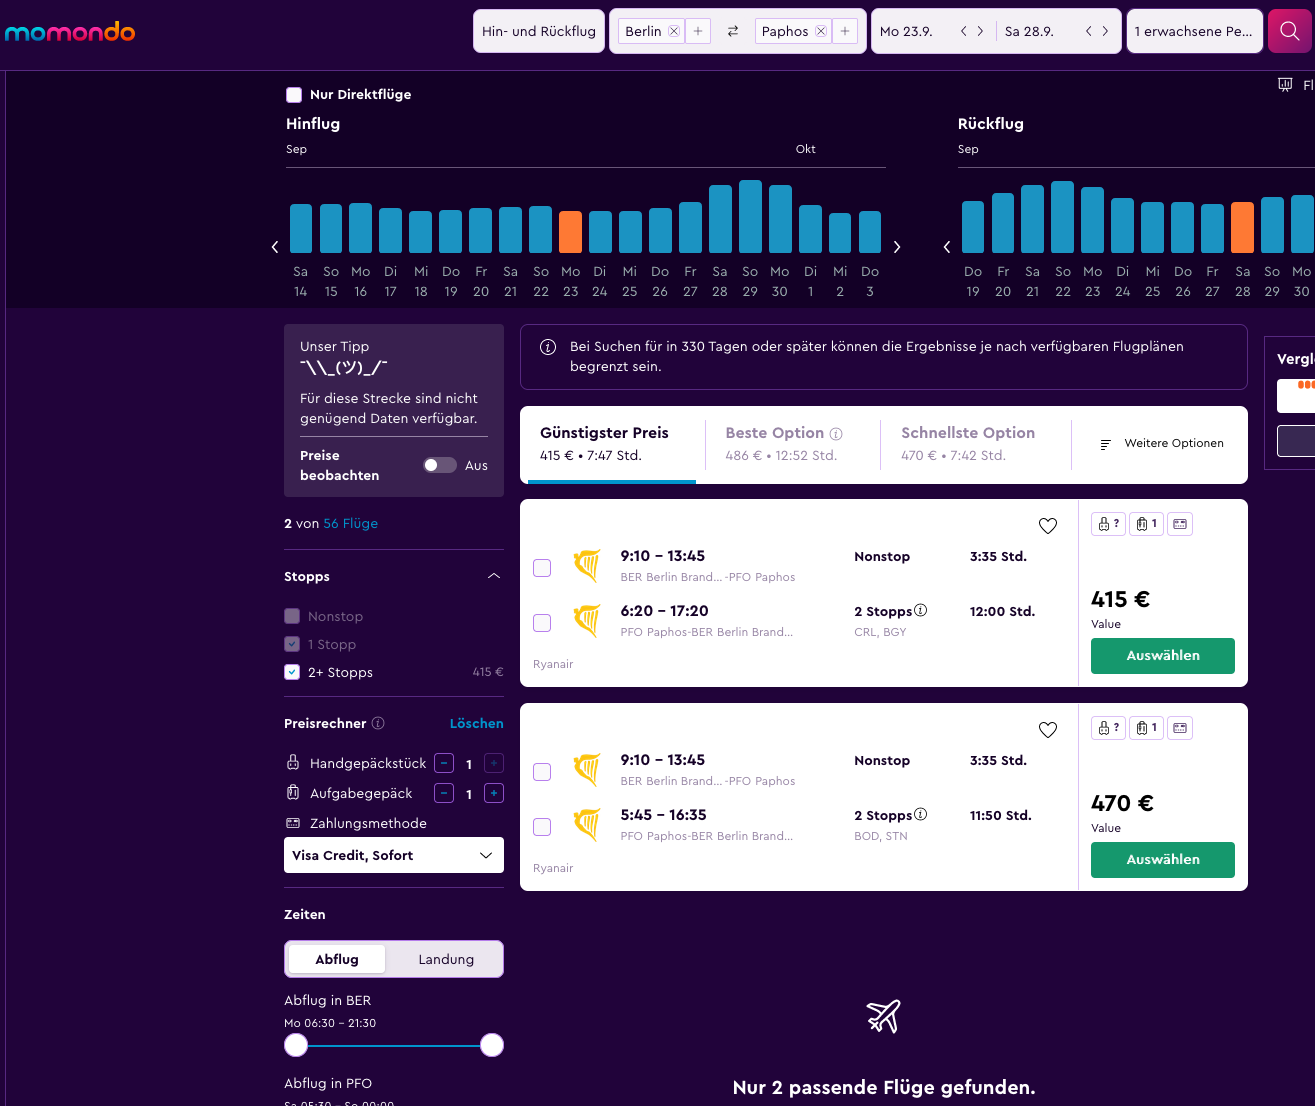 momondo
Hin- und Rückflug
Berlin
Paphos
Mo 23.9.
Sa 28.9.
1 erwachsene Pe...
Nur Direktflüge
Hinflug
Sep
Okt
Sa So Mo Di Mi Do Fr Sa So Mo Di Mi Do Fr Sa So Mo Di Mi Do
14 15 16 17 18 19 20 21 22 23 24 25 26 27 28 29 30 1 2 3
Rückflug
Sep
Do Fr Sa So Mo Di Mi Do Fr Sa So Mo
19 20 21 22 23 24 25 26 27 28 29 30
Fl
Unser Tipp
¯\\_(ツ)_/¯
Für diese Strecke sind nicht
genügend Daten verfügbar.
Preise
beobachten
Aus
2 von 56 Flüge
Stopps
Nonstop
1 Stopp
2+ Stopps 415 €
Preisrechner Löschen
Handgepäckstück − 1 +
Aufgabegepäck − 1 +
Zahlungsmethode
Visa Credit, Sofort
Zeiten
Abflug Landung
Abflug in BER
Mo 06:30 – 21:30
Abflug in PFO
Sa 05:30 – So 00:00
Bei Suchen für in 330 Tagen oder später können die Ergebnisse je nach verfügbaren Flugplänen
begrenzt sein.
Günstigster Preis
415 € • 7:47 Std.
Beste Option
486 € • 12:52 Std.
Schnellste Option
470 € • 7:42 Std.
Weitere Optionen
9:10 – 13:45 Nonstop 3:35 Std.
BER Berlin Brand... -PFO Paphos
6:20 – 17:20 2 Stopps 12:00 Std.
PFO Paphos-BER Berlin Brand... CRL, BGY
Ryanair
? 1
415 €
Value
Auswählen
9:10 – 13:45 Nonstop 3:35 Std.
BER Berlin Brand... -PFO Paphos
5:45 – 16:35 2 Stopps 11:50 Std.
PFO Paphos-BER Berlin Brand... BOD, STN
Ryanair
? 1
470 €
Value
Auswählen
Nur 2 passende Flüge gefunden.
Vergl